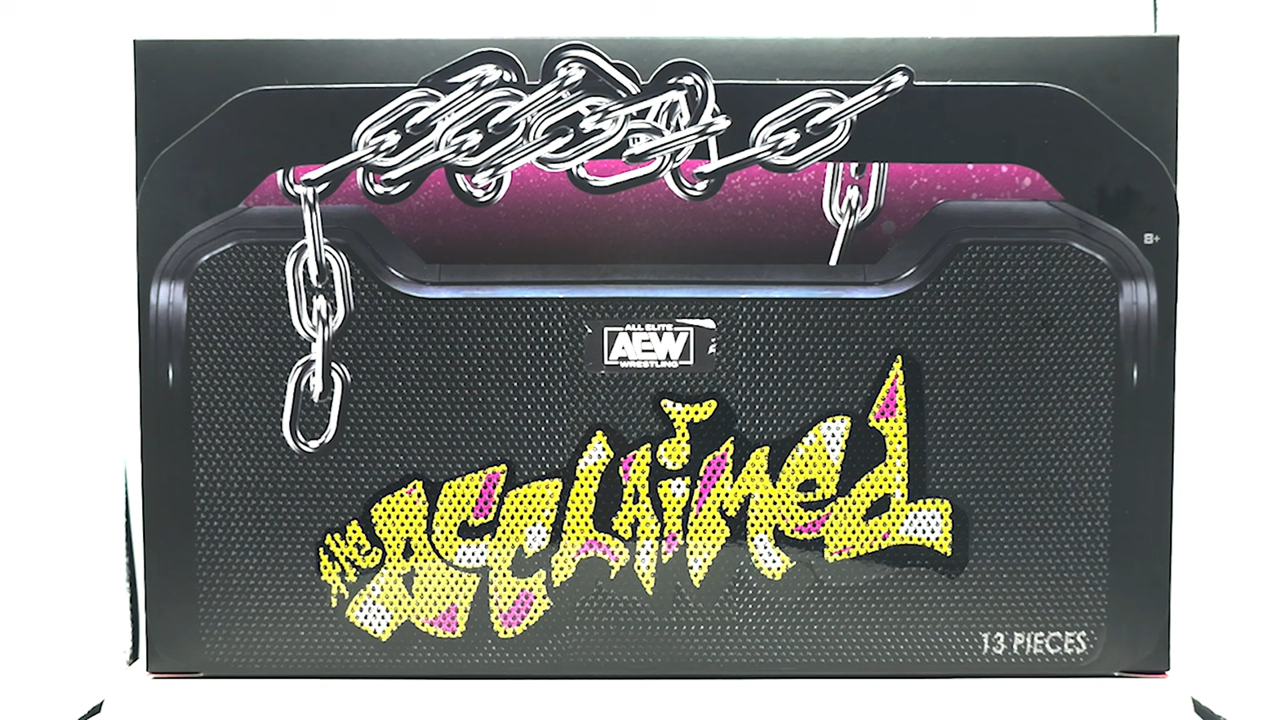 8+
ALL ELITE
AEW
WRESTLING
THE ACCLAiMED
13 PIECES